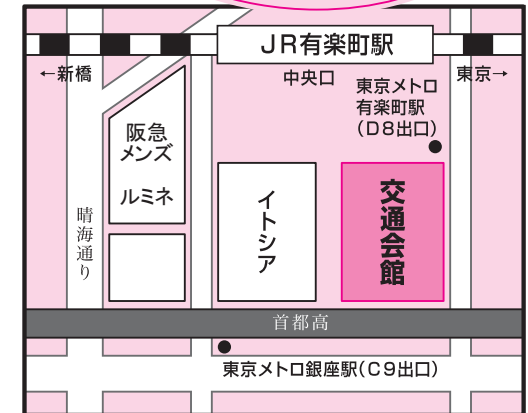 JR有楽町駅
←新橋
中央口
東京→
東京メトロ
有楽町駅
(D8出口)
阪急
メンズ
ルミネ
イトシア
交通会館
晴海通り
首都高
東京メトロ銀座駅(C9出口)